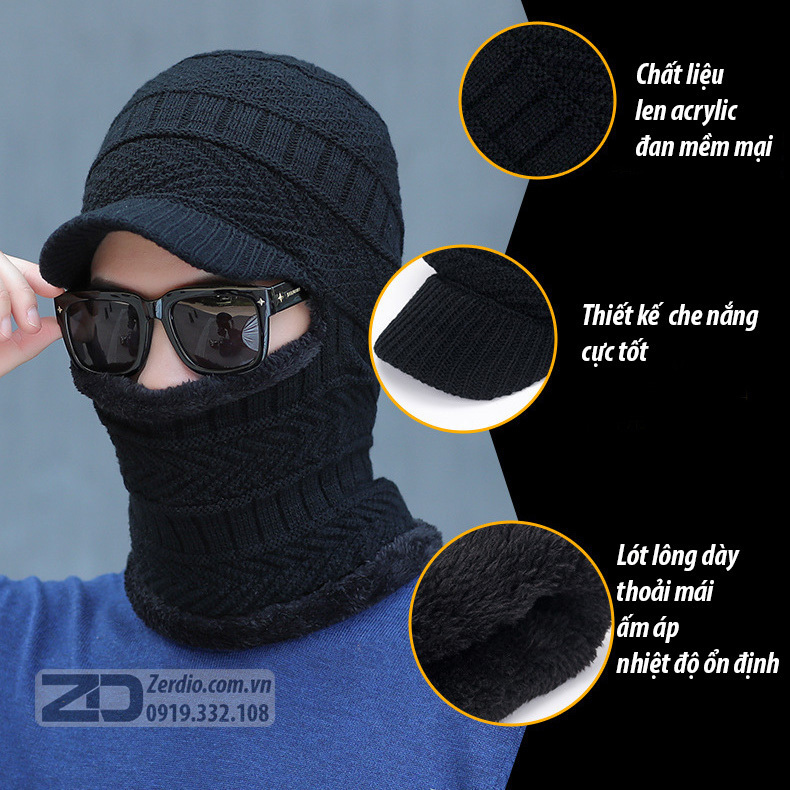 Chất liệu
len acrylic
đan mềm mại
Thiết kế che nắng
cực tốt
Lót lông dày
thoải mái
ấm áp
nhiệt độ ổn định
ZD
Zerdio.com.vn
0919.332.108